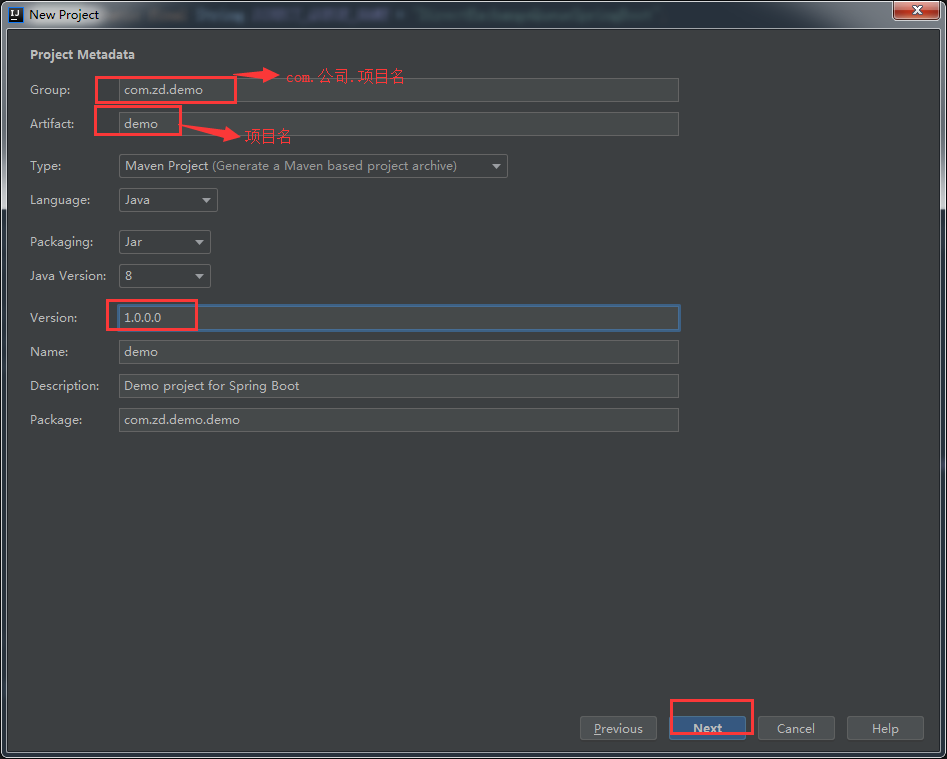 New Project
Project Metadata
Group: com.zd.demo com.公司.项目名
Artifact: demo 项目名
Type: Maven Project (Generate a Maven based project archive)
Language: Java
Packaging: Jar
Java Version: 8
Version: 1.0.0.0
Name: demo
Description: Demo project for Spring Boot
Package: com.zd.demo.demo
Previous Next Cancel Help